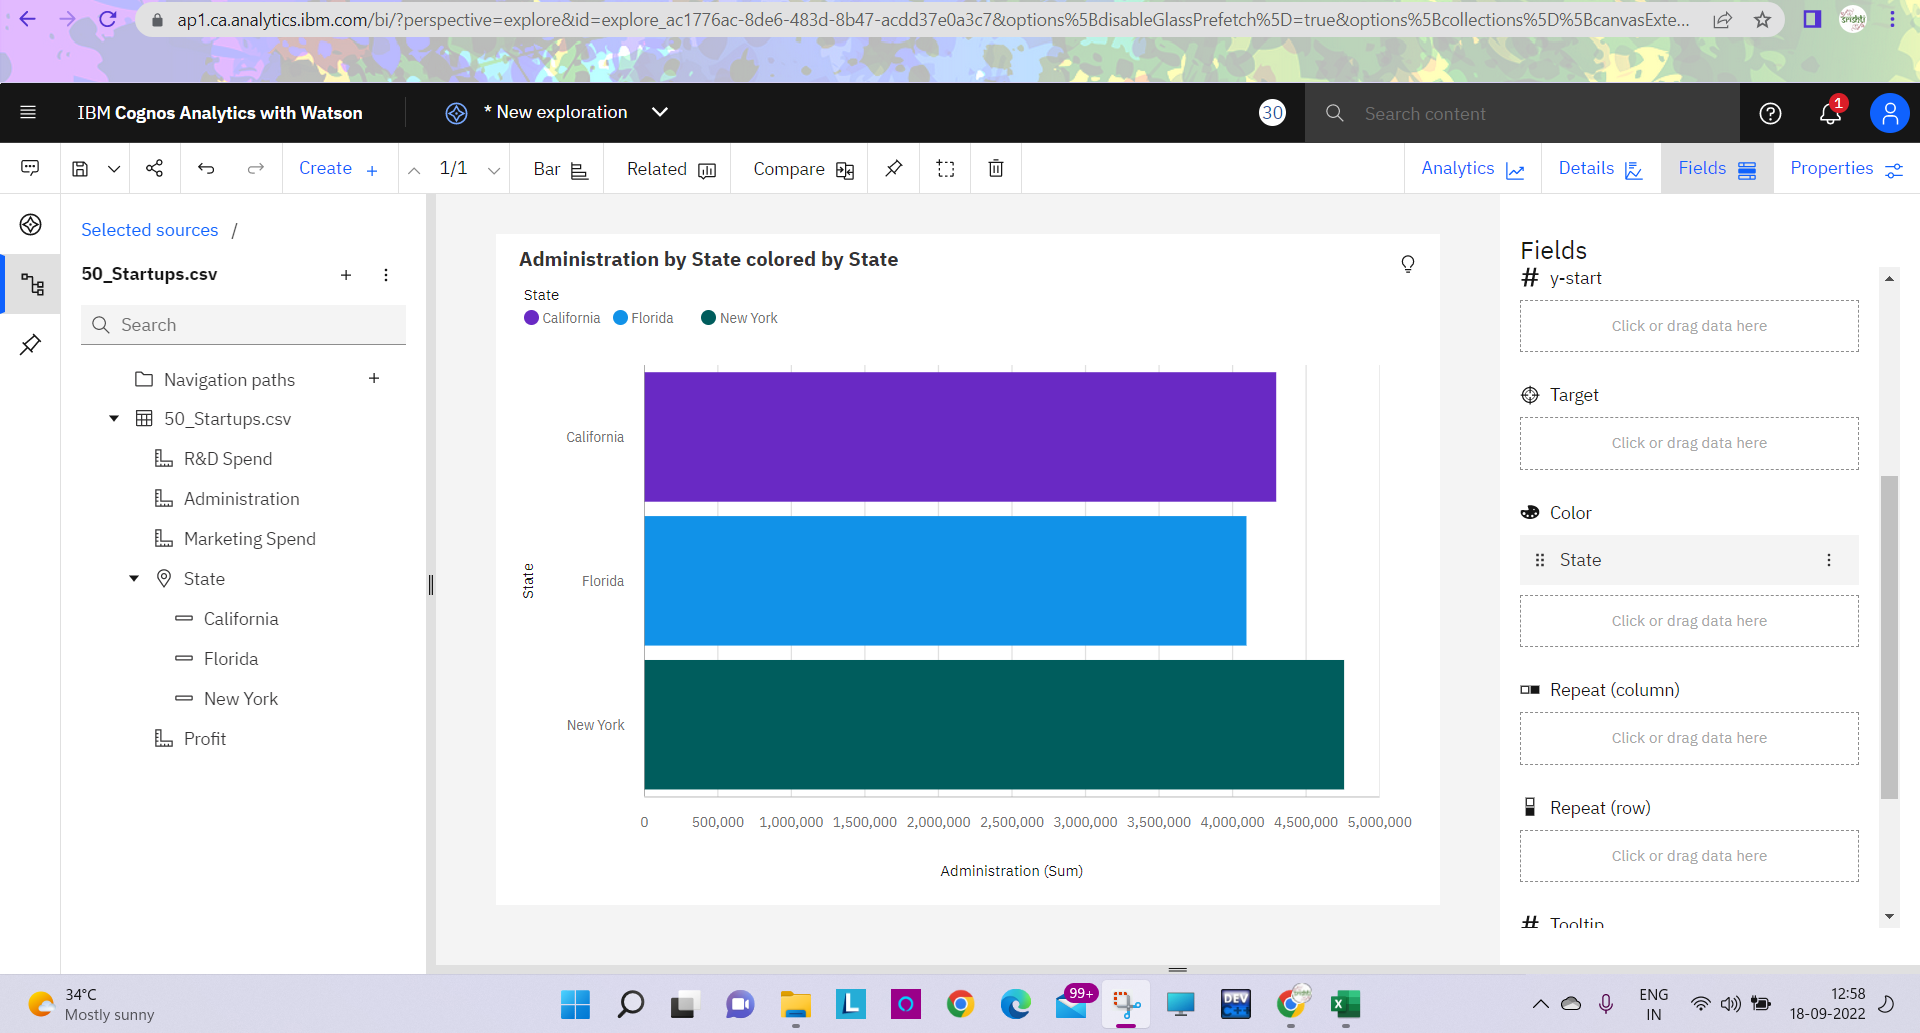 ap1.ca.analytics.ibm.com/bi/?perspective=explore&id=explore_ac1776ac-8de6-483d-8b47-acdd37e0a3c7&options%5BdisableGlassPrefetch%5D=true&options%5Bcollections%5D%5BcanvasExte...
IBM Cognos Analytics with Watson
* New exploration
30
Search content
1
Create +
1/1
Bar
Related
Compare
Analytics
Details
Fields
Properties
Selected sources /
50_Startups.csv
Search
Navigation paths
50_Startups.csv
R&D Spend
Administration
Marketing Spend
State
California
Florida
New York
Profit
Administration by State colored by State
State
California Florida New York
California
Florida
New York
State
0 500,000 1,000,000 1,500,000 2,000,000 2,500,000 3,000,000 3,500,000 4,000,000 4,500,000 5,000,000
Administration (Sum)
Fields
# y-start
Click or drag data here
Target
Click or drag data here
Color
State
Click or drag data here
Repeat (column)
Click or drag data here
Repeat (row)
Click or drag data here
# Tooltip
34°C
Mostly sunny
99+
DEV
ENG
IN
12:58
18-09-2022